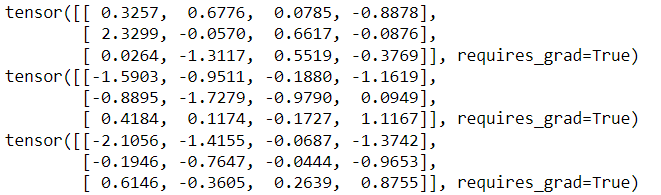 tensor([[ 0.3257,  0.6776,  0.0785, -0.8878],
        [ 2.3299, -0.0570,  0.6617, -0.0876],
        [ 0.0264, -1.3117,  0.5519, -0.3769]], requires_grad=True)
tensor([[-1.5903, -0.9511, -0.1880, -1.1619],
        [-0.8895, -1.7279, -0.9790,  0.0949],
        [ 0.4184,  0.1174, -0.1727,  1.1167]], requires_grad=True)
tensor([[-2.1056, -1.4155, -0.0687, -1.3742],
        [-0.1946, -0.7647, -0.0444, -0.9653],
        [ 0.6146, -0.3605,  0.2639,  0.8755]], requires_grad=True)